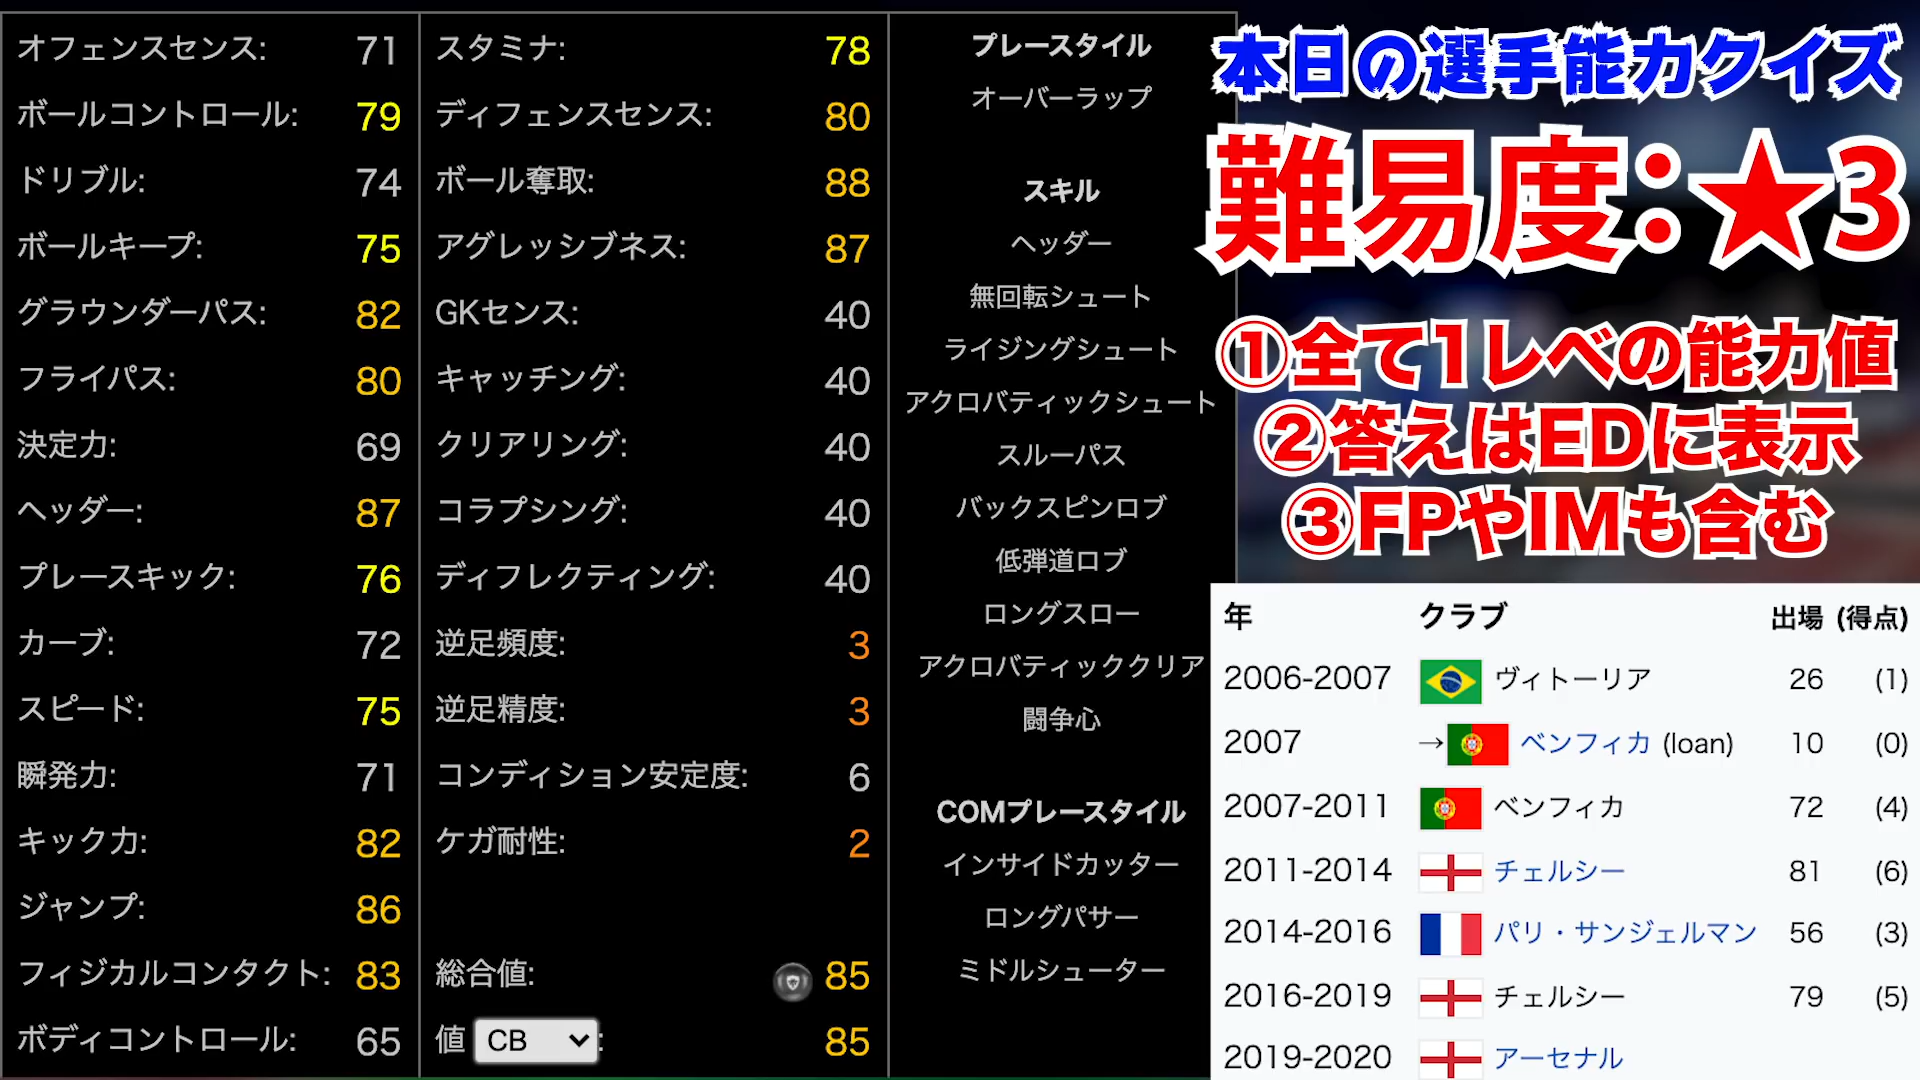 オフェンスセンス: 71
ボールコントロール: 79
ドリブル: 74
ボールキープ: 75
グラウンダーパス: 82
フライパス: 80
決定力: 69
ヘッダー: 87
プレースキック: 76
カーブ: 72
スピード: 75
瞬発力: 71
キック力: 82
ジャンプ: 86
フィジカルコンタクト: 83
ボディコントロール: 65
スタミナ: 78
ディフェンスセンス: 80
ボール奪取: 88
アグレッシブネス: 87
GKセンス: 40
キャッチング: 40
クリアリング: 40
コラプシング: 40
ディフレクティング: 40
逆足頻度: 3
逆足精度: 3
コンディション安定度: 6
ケガ耐性: 2
総合値: 85
値 CB : 85
プレースタイル
オーバーラップ
スキル
ヘッダー
無回転シュート
ライジングシュート
アクロバティックシュート
スルーパス
バックスピンロブ
低弾道ロブ
ロングスロー
アクロバティッククリア
闘争心
COMプレースタイル
インサイドカッター
ロングパサー
ミドルシューター
本日の選手能力クイズ
難易度:★3
①全て1レベの能力値
②答えはEDに表示
③FPやIMも含む
年 クラブ 出場 (得点)
2006-2007 ヴィトーリア 26 (1)
2007 →ベンフィカ (loan) 10 (0)
2007-2011 ベンフィカ 72 (4)
2011-2014 チェルシー 81 (6)
2014-2016 パリ・サンジェルマン 56 (3)
2016-2019 チェルシー 79 (5)
2019-2020 アーセナル